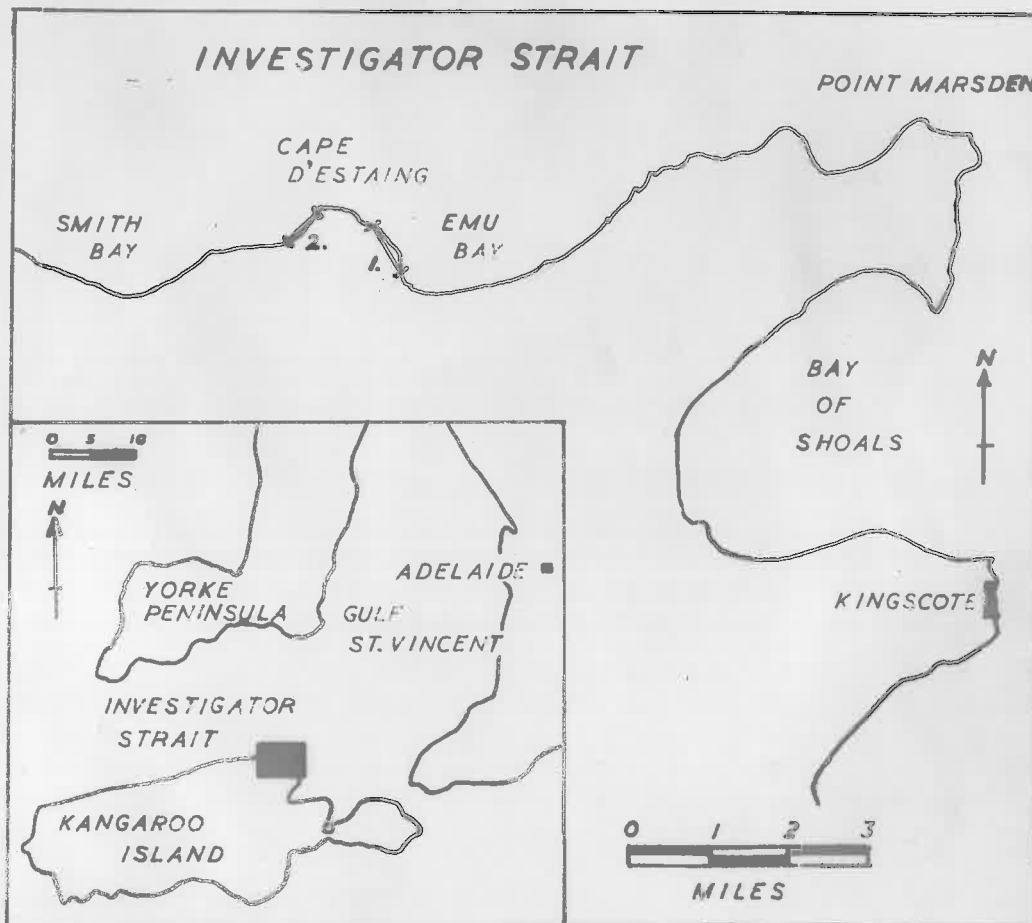 INVESTIGATOR STRAIT
POINT MARSDEN
CAPE
D'ESTAING
SMITH
BAY
2.
EMU
BAY
1.
N
BAY
OF
SHOALS
KINGSCOTE
0 1 2 3
MILES
0 5 10
MILES
N
ADELAIDE
YORKE
PENINSULA
GULF
ST. VINCENT
INVESTIGATOR
STRAIT
KANGAROO
ISLAND